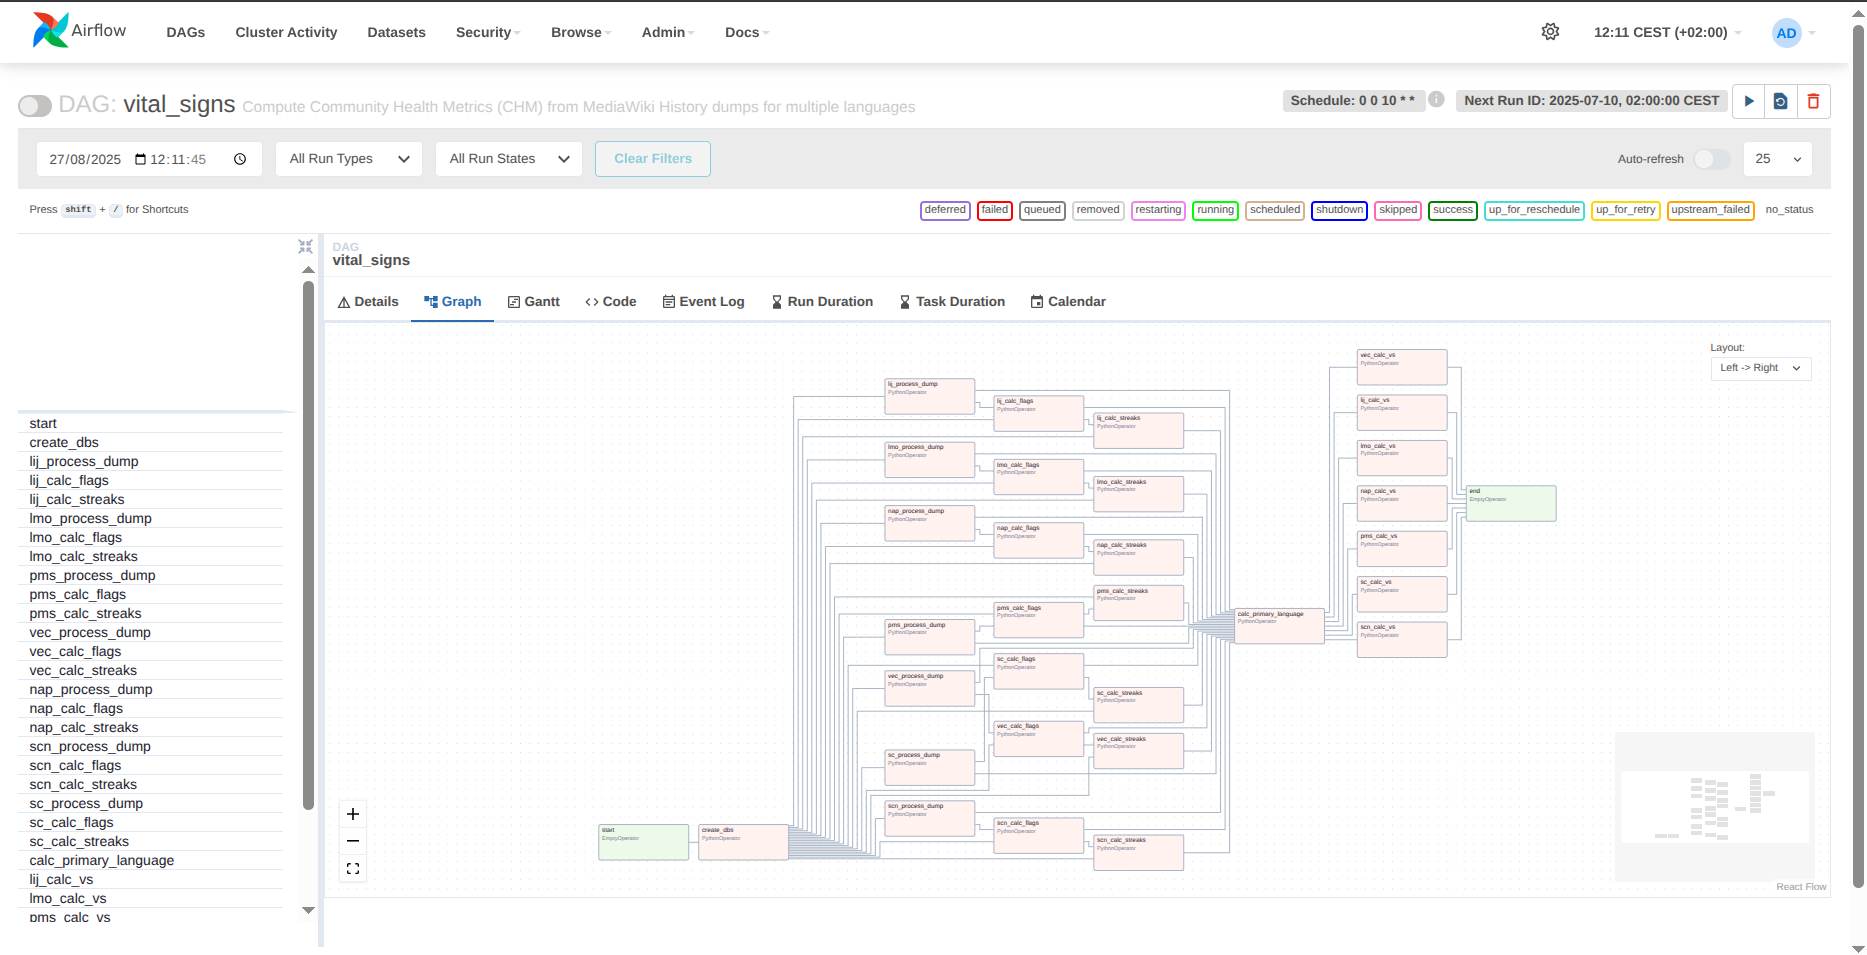 Airflow
DAGs
Cluster Activity
Datasets
Security
Browse
Admin
Docs
12:11 CEST (+02:00)
AD
DAG: vital_signs Compute Community Health Metrics (CHM) from MediaWiki History dumps for multiple languages
Schedule: 0 0 10 * *
Next Run ID: 2025-07-10, 02:00:00 CEST
27/08/2025 12:11:45
All Run Types
All Run States
Clear Filters
Auto-refresh
25
Press shift + / for Shortcuts
deferred
failed
queued
removed
restarting
running
scheduled
shutdown
skipped
success
up_for_reschedule
up_for_retry
upstream_failed
no_status
DAG
vital_signs
Details
Graph
Gantt
Code
Event Log
Run Duration
Task Duration
Calendar
start
create_dbs
lij_process_dump
lij_calc_flags
lij_calc_streaks
lmo_process_dump
lmo_calc_flags
lmo_calc_streaks
pms_process_dump
pms_calc_flags
pms_calc_streaks
vec_process_dump
vec_calc_flags
vec_calc_streaks
nap_process_dump
nap_calc_flags
nap_calc_streaks
scn_process_dump
scn_calc_flags
scn_calc_streaks
sc_process_dump
sc_calc_flags
sc_calc_streaks
calc_primary_language
lij_calc_vs
lmo_calc_vs
pms_calc_vs
Layout:
Left -> Right
start
EmptyOperator
create_dbs
PythonOperator
lij_process_dump
PythonOperator
lij_calc_flags
PythonOperator
lij_calc_streaks
PythonOperator
lmo_process_dump
PythonOperator
lmo_calc_flags
PythonOperator
lmo_calc_streaks
PythonOperator
nap_process_dump
PythonOperator
nap_calc_flags
PythonOperator
nap_calc_streaks
PythonOperator
pms_calc_streaks
PythonOperator
pms_calc_flags
PythonOperator
pms_process_dump
PythonOperator
sc_calc_flags
PythonOperator
vec_process_dump
PythonOperator
sc_calc_streaks
PythonOperator
vec_calc_flags
PythonOperator
vec_calc_streaks
PythonOperator
sc_process_dump
PythonOperator
scn_process_dump
PythonOperator
scn_calc_flags
PythonOperator
scn_calc_streaks
PythonOperator
calc_primary_language
PythonOperator
vec_calc_vs
PythonOperator
lij_calc_vs
PythonOperator
lmo_calc_vs
PythonOperator
nap_calc_vs
PythonOperator
pms_calc_vs
PythonOperator
sc_calc_vs
PythonOperator
scn_calc_vs
PythonOperator
end
EmptyOperator
React Flow